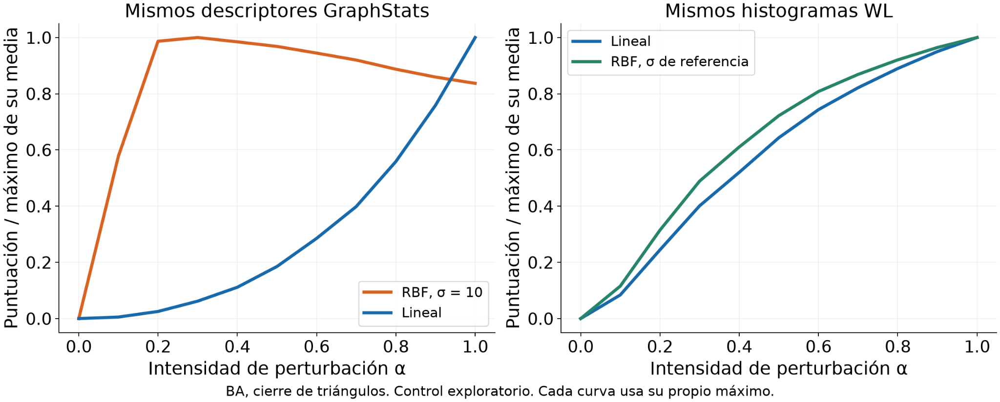 Mismos descriptores GraphStats
Puntuación / máximo de su media
1.0
0.8
0.6
0.4
0.2
0.0
RBF, σ = 10
Lineal
0.0 0.2 0.4 0.6 0.8 1.0
Intensidad de perturbación α
Mismos histogramas WL
Puntuación / máximo de su media
1.0
0.8
0.6
0.4
0.2
0.0
Lineal
RBF, σ de referencia
0.0 0.2 0.4 0.6 0.8 1.0
Intensidad de perturbación α
BA, cierre de triángulos. Control exploratorio. Cada curva usa su propio máximo.